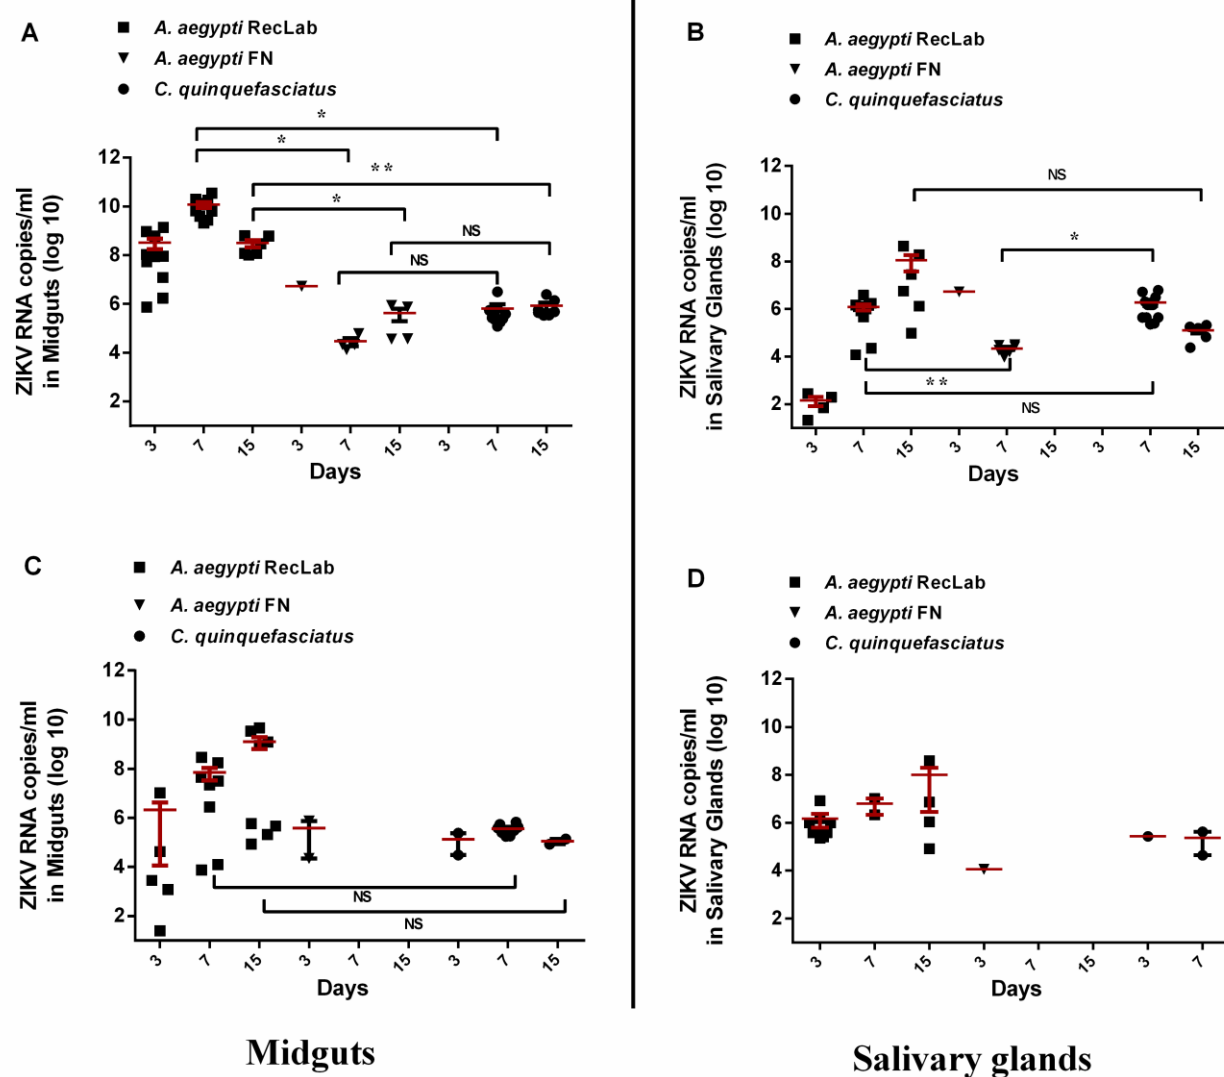 A
A. aegypti RecLab
A. aegypti FN
C. quinquefasciatus
ZIKV RNA copies/ml
in Midguts (log 10)
12
10
8
6
4
2
*
*
**
*
NS
NS
3
7
15
3
7
15
3
7
15
Days
B
A. aegypti RecLab
A. aegypti FN
C. quinquefasciatus
ZIKV RNA copies/ml
in Salivary Glands (log 10)
12
10
8
6
4
2
NS
*
**
NS
3
7
15
3
7
15
3
7
15
Days
C
A. aegypti RecLab
A. aegypti FN
C. quinquefasciatus
ZIKV RNA copies/ml
in Midguts (log 10)
12
10
8
6
4
2
NS
NS
3
7
15
3
7
15
3
7
15
Days
D
A. aegypti RecLab
A. aegypti FN
C. quinquefasciatus
ZIKV RNA copies/ml
in Salivary Glands (log 10)
12
10
8
6
4
2
3
7
15
3
7
15
3
7
Days
Midguts
Salivary glands